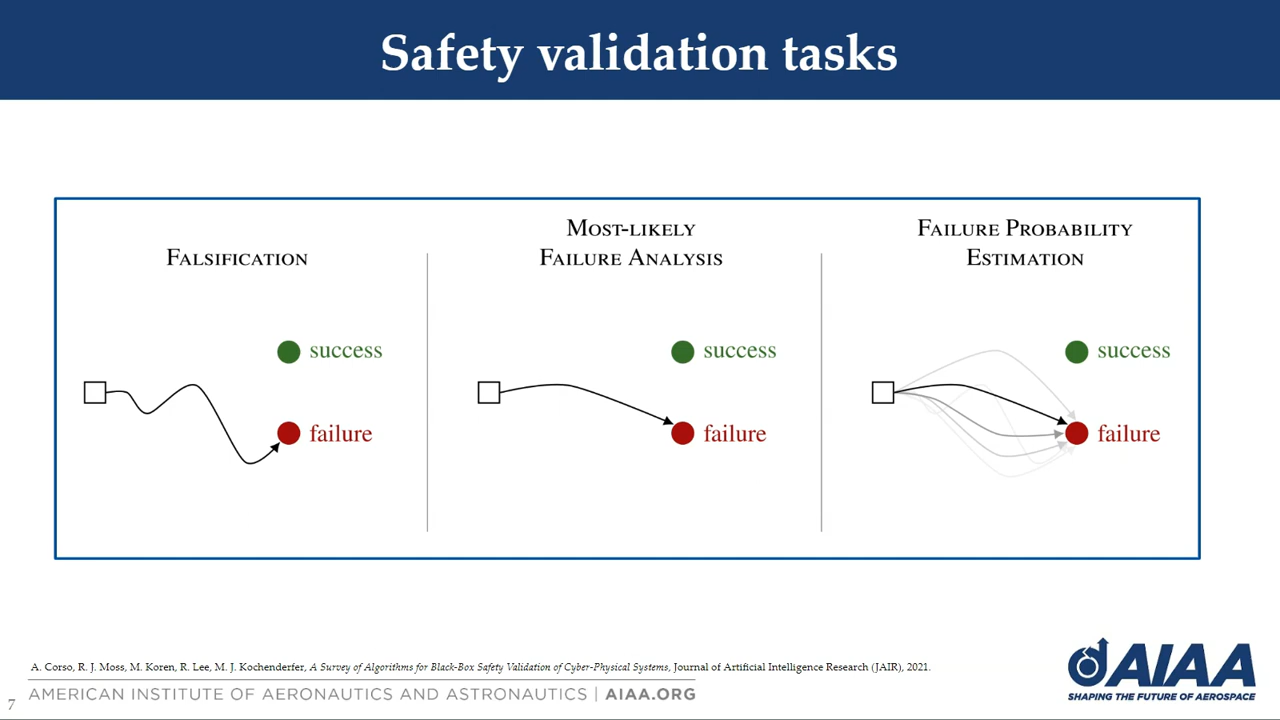 Safety validation tasks
FALSIFICATION
success
failure
MOST-LIKELY
FAILURE ANALYSIS
success
failure
FAILURE PROBABILITY
ESTIMATION
success
failure
A. Corso, R. J. Moss, M. Koren, R. Lee, M. J. Kochenderfer, A Survey of Algorithms for Black-Box Safety Validation of Cyber-Physical Systems, Journal of Artificial Intelligence Research (JAIR), 2021.
7
AMERICAN INSTITUTE OF AERONAUTICS AND ASTRONAUTICS | AIAA.ORG
AIAA
SHAPING THE FUTURE OF AEROSPACE